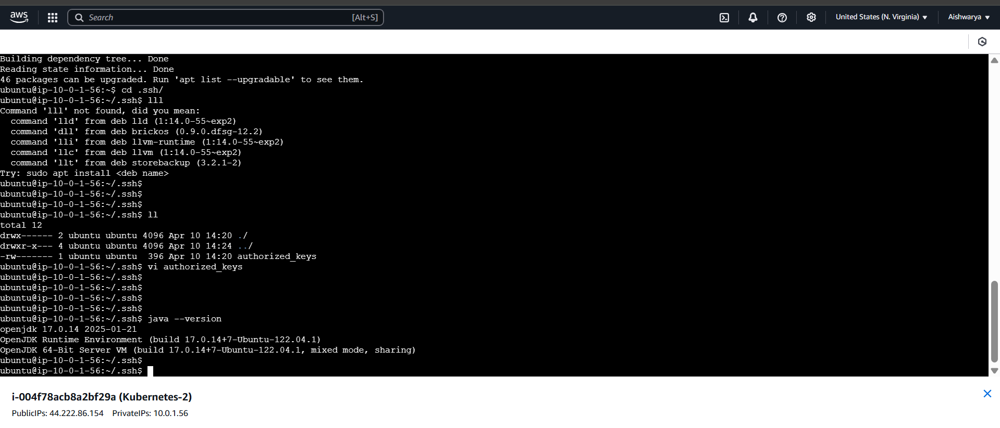 aws
Search [Alt+S]
United States (N. Virginia)
Aishwarya
Building dependency tree... Done
Reading state information... Done
46 packages can be upgraded. Run 'apt list --upgradable' to see them.
ubuntu@ip-10-0-1-56:~$ cd .ssh/
ubuntu@ip-10-0-1-56:~/.ssh$ lll
Command 'lll' not found, did you mean:
  command 'lld' from deb lld (1:14.0-55~exp2)
  command 'dll' from deb brickos (0.9.0.dfsg-12.2)
  command 'lli' from deb llvm-runtime (1:14.0-55~exp2)
  command 'llc' from deb llvm (1:14.0-55~exp2)
  command 'llt' from deb storebackup (3.2.1-2)
Try: sudo apt install <deb name>
ubuntu@ip-10-0-1-56:~/.ssh$
ubuntu@ip-10-0-1-56:~/.ssh$
ubuntu@ip-10-0-1-56:~/.ssh$
ubuntu@ip-10-0-1-56:~/.ssh$ ll
total 12
drwx------ 2 ubuntu ubuntu 4096 Apr 10 14:20 ./
drwxr-x--- 4 ubuntu ubuntu 4096 Apr 10 14:24 ../
-rw------- 1 ubuntu ubuntu  396 Apr 10 14:20 authorized_keys
ubuntu@ip-10-0-1-56:~/.ssh$ vi authorized_keys
ubuntu@ip-10-0-1-56:~/.ssh$
ubuntu@ip-10-0-1-56:~/.ssh$
ubuntu@ip-10-0-1-56:~/.ssh$
ubuntu@ip-10-0-1-56:~/.ssh$
ubuntu@ip-10-0-1-56:~/.ssh$ java --version
openjdk 17.0.14 2025-01-21
OpenJDK Runtime Environment (build 17.0.14+7-Ubuntu-122.04.1)
OpenJDK 64-Bit Server VM (build 17.0.14+7-Ubuntu-122.04.1, mixed mode, sharing)
ubuntu@ip-10-0-1-56:~/.ssh$
ubuntu@ip-10-0-1-56:~/.ssh$
i-004f78acb8a2bf29a (Kubernetes-2)
PublicIPs: 44.222.86.154 PrivateIPs: 10.0.1.56